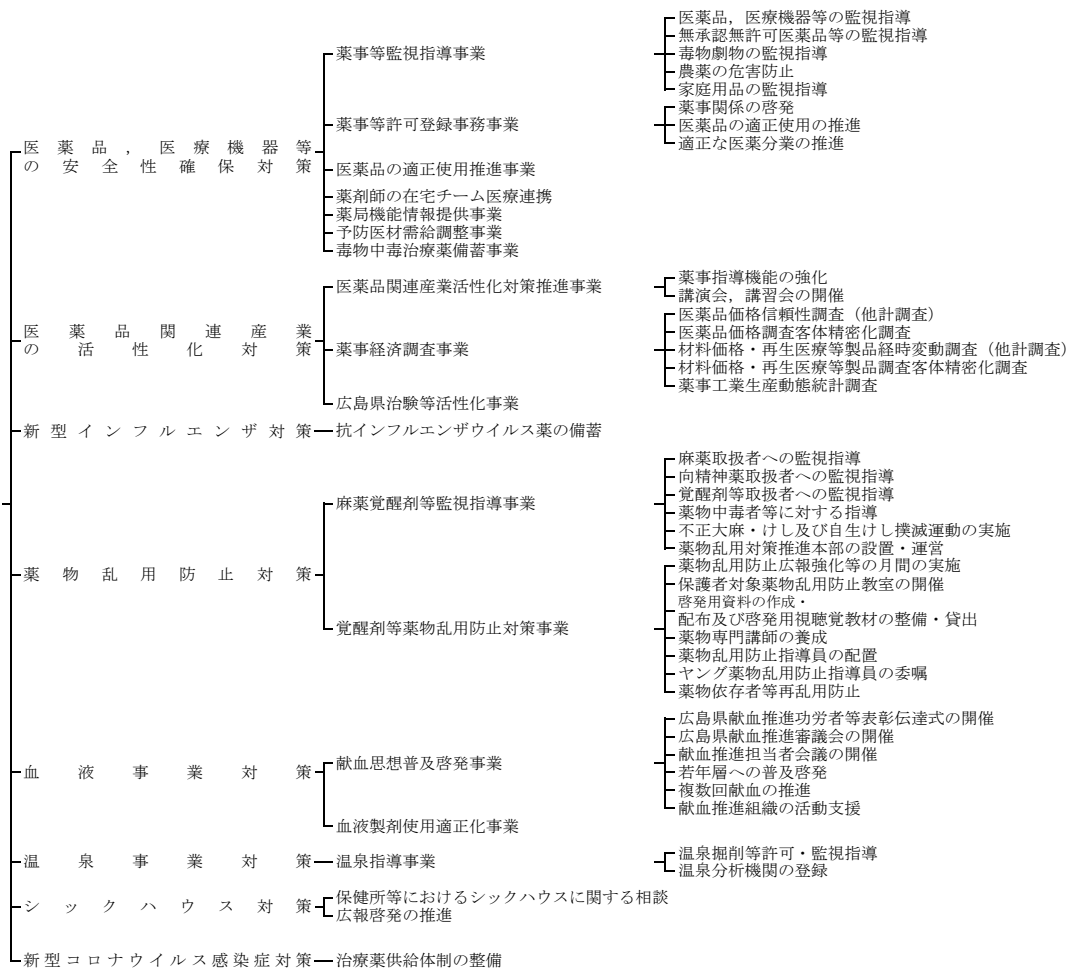 医薬品，医療機器等
の安全性確保対策
薬事等監視指導事業
医薬品，医療機器等の監視指導
無承認無許可医薬品等の監視指導
毒物劇物の監視指導
農薬の危害防止
家庭用品の監視指導
薬事等許可登録事務事業
薬事関係の啓発
医薬品の適正使用の推進
適正な医薬分業の推進
医薬品の適正使用推進事業
薬剤師の在宅チーム医療連携
薬局機能情報提供事業
予防医材需給調整事業
毒物中毒治療薬備蓄事業
医薬品関連産業
の活性化対策
医薬品関連産業活性化対策推進事業
薬事指導機能の強化
講演会，講習会の開催
薬事経済調査事業
医薬品価格信頼性調査（他計調査）
医薬品価格調査客体精密化調査
材料価格・再生医療等製品経時変動調査（他計調査）
材料価格・再生医療等製品調査客体精密化調査
薬事工業生産動態統計調査
広島県治験等活性化事業
新型インフルエンザ対策
抗インフルエンザウイルス薬の備蓄
薬物乱用防止対策
麻薬覚醒剤等監視指導事業
麻薬取扱者への監視指導
向精神薬取扱者への監視指導
覚醒剤等取扱者への監視指導
薬物中毒者等に対する指導
不正大麻・けし及び自生けし撲滅運動の実施
薬物乱用対策推進本部の設置・運営
覚醒剤等薬物乱用防止対策事業
薬物乱用防止広報強化等の月間の実施
保護者対象薬物乱用防止教室の開催
啓発用資料の作成・
配布及び啓発用視聴覚教材の整備・貸出
薬物専門講師の養成
薬物乱用防止指導員の配置
ヤング薬物乱用防止指導員の委嘱
薬物依存者等再乱用防止
血液事業対策
献血思想普及啓発事業
広島県献血推進功労者等表彰伝達式の開催
広島県献血推進審議会の開催
献血推進担当者会議の開催
若年層への普及啓発
複数回献血の推進
献血推進組織の活動支援
血液製剤使用適正化事業
温泉事業対策
温泉指導事業
温泉掘削等許可・監視指導
温泉分析機関の登録
シックハウス対策
保健所等におけるシックハウスに関する相談
広報啓発の推進
新型コロナウイルス感染症対策
治療薬供給体制の整備